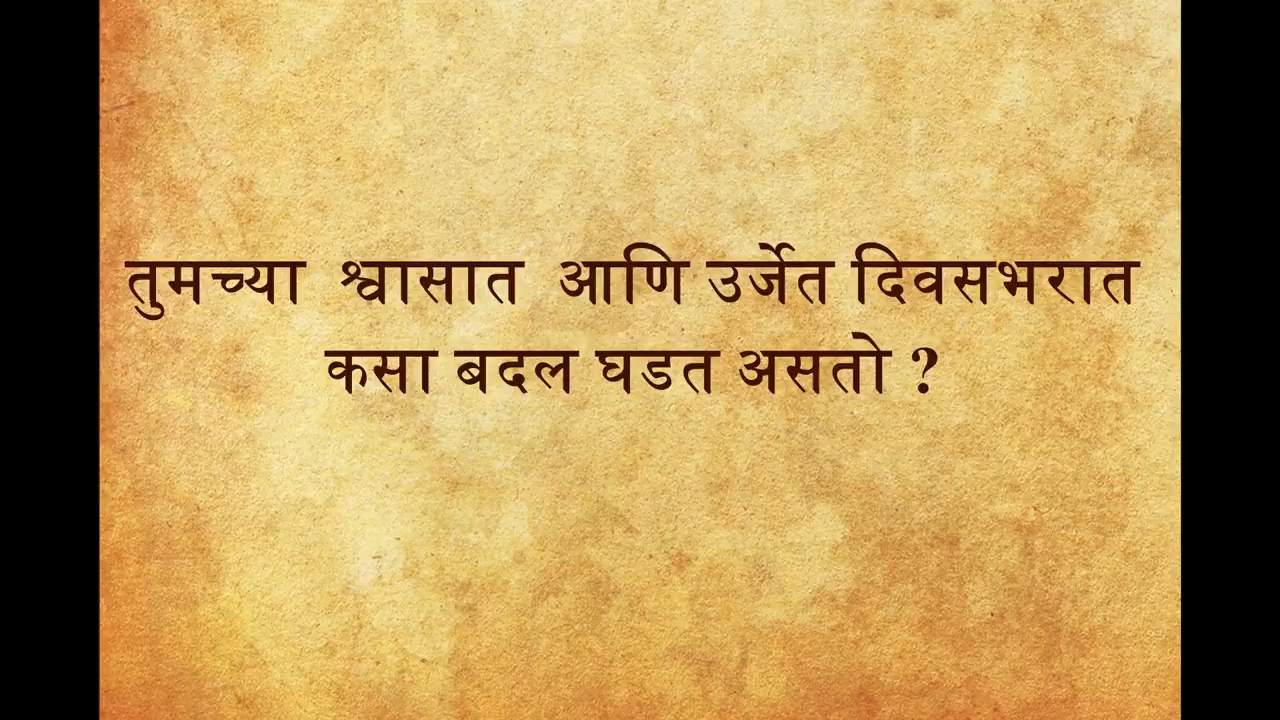 तुमच्या श्वासात आणि उर्जेत दिवसभरात
कसा बदल घडत असतो ?